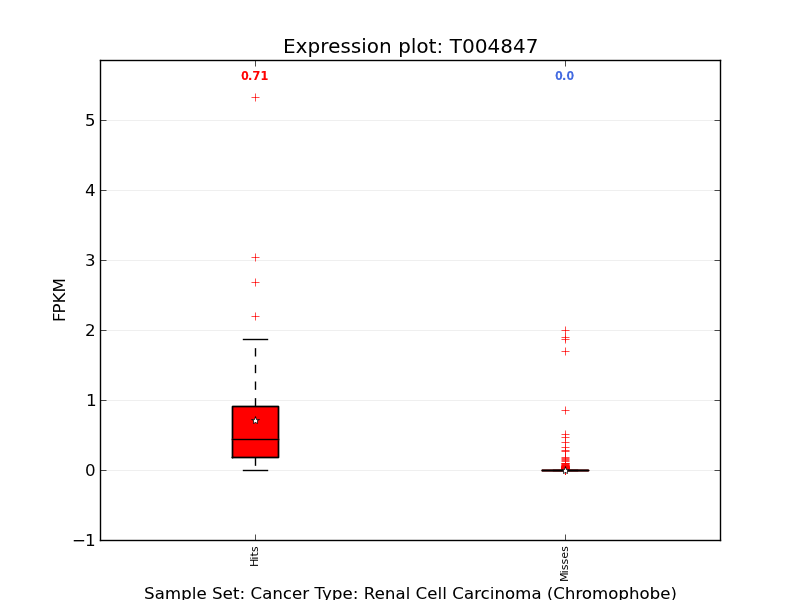 Expression plot: T004847
0.71
0.0
5
4
3
2
1
0
−1
FPKM
Hits
Misses
Sample Set: Cancer Type: Renal Cell Carcinoma (Chromophobe)